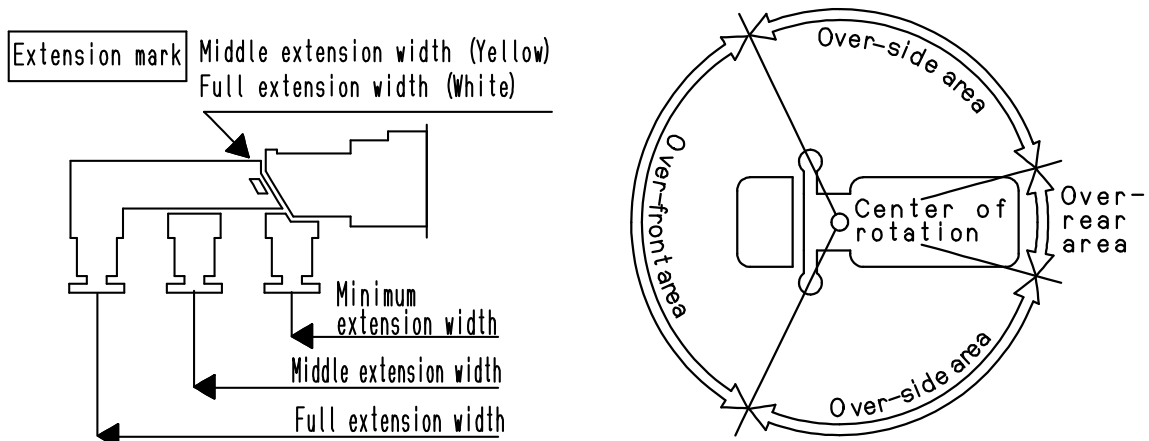 Extension mark
Middle extension width (Yellow)
Full extension width (White)
Minimum
extension width
Middle extension width
Full extension width
Over-side area
Over-front area
Center of
rotation
Over-
rear
area
Over-side area